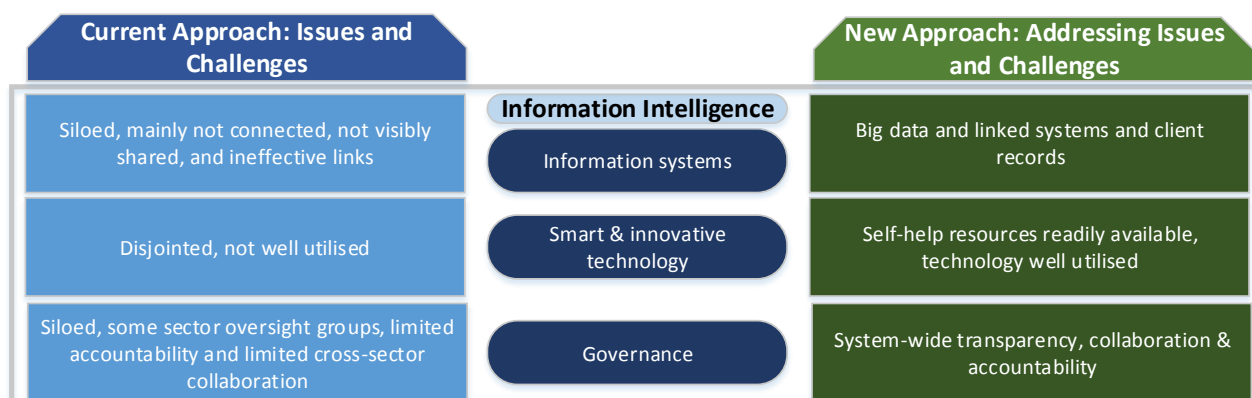 Current Approach: Issues and
Challenges
New Approach: Addressing Issues
and Challenges
Information Intelligence
Siloed, mainly not connected, not visibly
shared, and ineffective links
Information systems
Big data and linked systems and client
records
Disjointed, not well utilised
Smart & innovative
technology
Self-help resources readily available,
technology well utilised
Siloed, some sector oversight groups, limited
accountability and limited cross-sector
collaboration
Governance
System-wide transparency, collaboration &
accountability